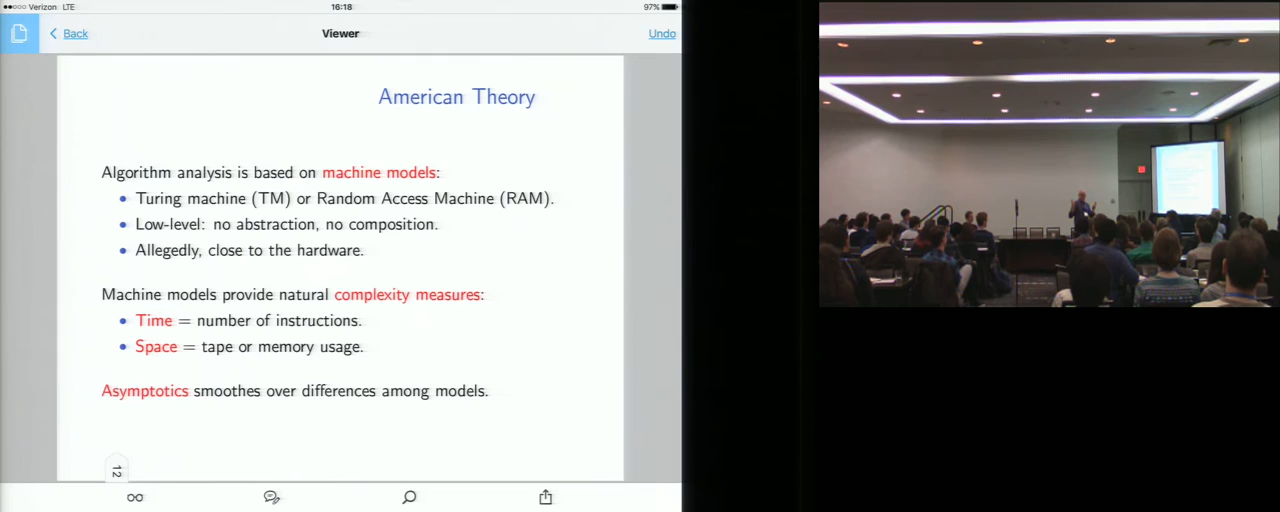 Verizon LTE 16:18 97%
Back Viewer Undo
American Theory
Algorithm analysis is based on machine models:
• Turing machine (TM) or Random Access Machine (RAM).
• Low-level: no abstraction, no composition.
• Allegedly, close to the hardware.
Machine models provide natural complexity measures:
• Time = number of instructions.
• Space = tape or memory usage.
Asymptotics smoothes over differences among models.
12